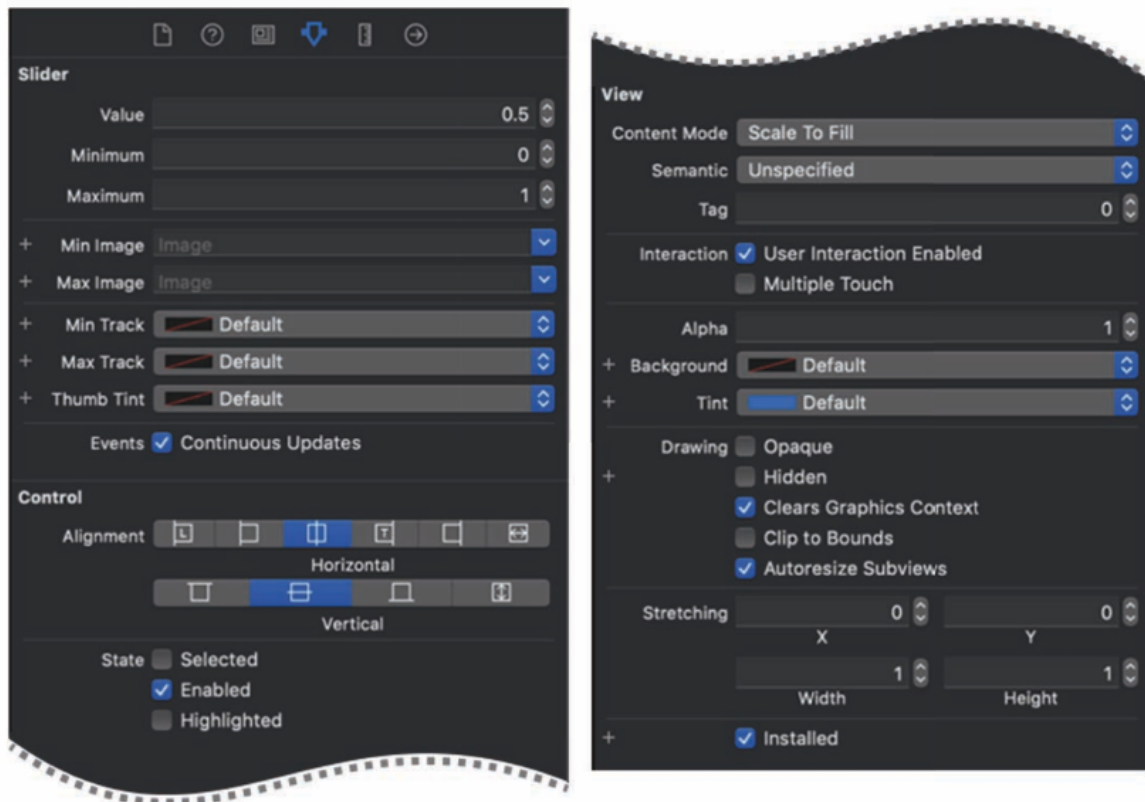 Slider
Value 0.5
Minimum 0
Maximum 1
+ Min Image Image
+ Max Image Image
+ Min Track Default
+ Max Track Default
+ Thumb Tint Default
Events Continuous Updates
Control
Alignment L T
Horizontal
Vertical
State Selected
Enabled
Highlighted
View
Content Mode Scale To Fill
Semantic Unspecified
Tag 0
Interaction User Interaction Enabled
Multiple Touch
Alpha 1
+ Background Default
+ Tint Default
Drawing Opaque
+ Hidden
Clears Graphics Context
Clip to Bounds
Autoresize Subviews
Stretching 0 0
X Y
1 1
Width Height
+ Installed